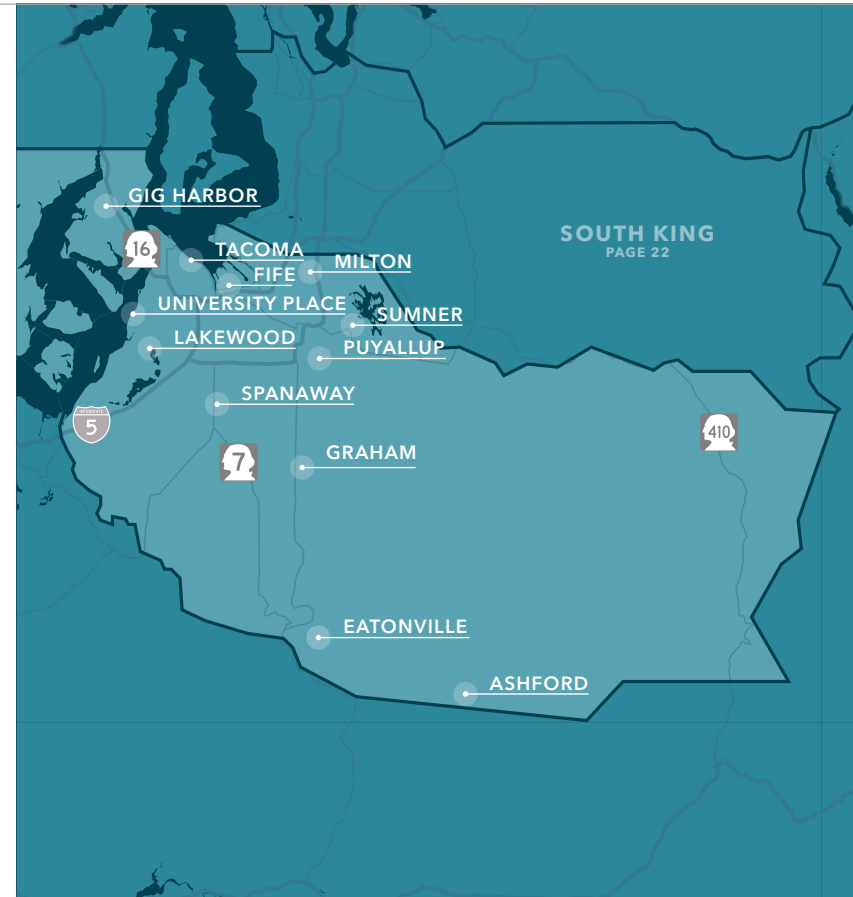 GIG HARBOR
SOUTH KING
PAGE 22
16
TACOMA
MILTON
FIFE
UNIVERSITY PLACE
SUMNER
LAKEWOOD
PUYALLUP
SPANAWAY
INTERSTATE
5
410
GRAHAM
7
EATONVILLE
ASHFORD